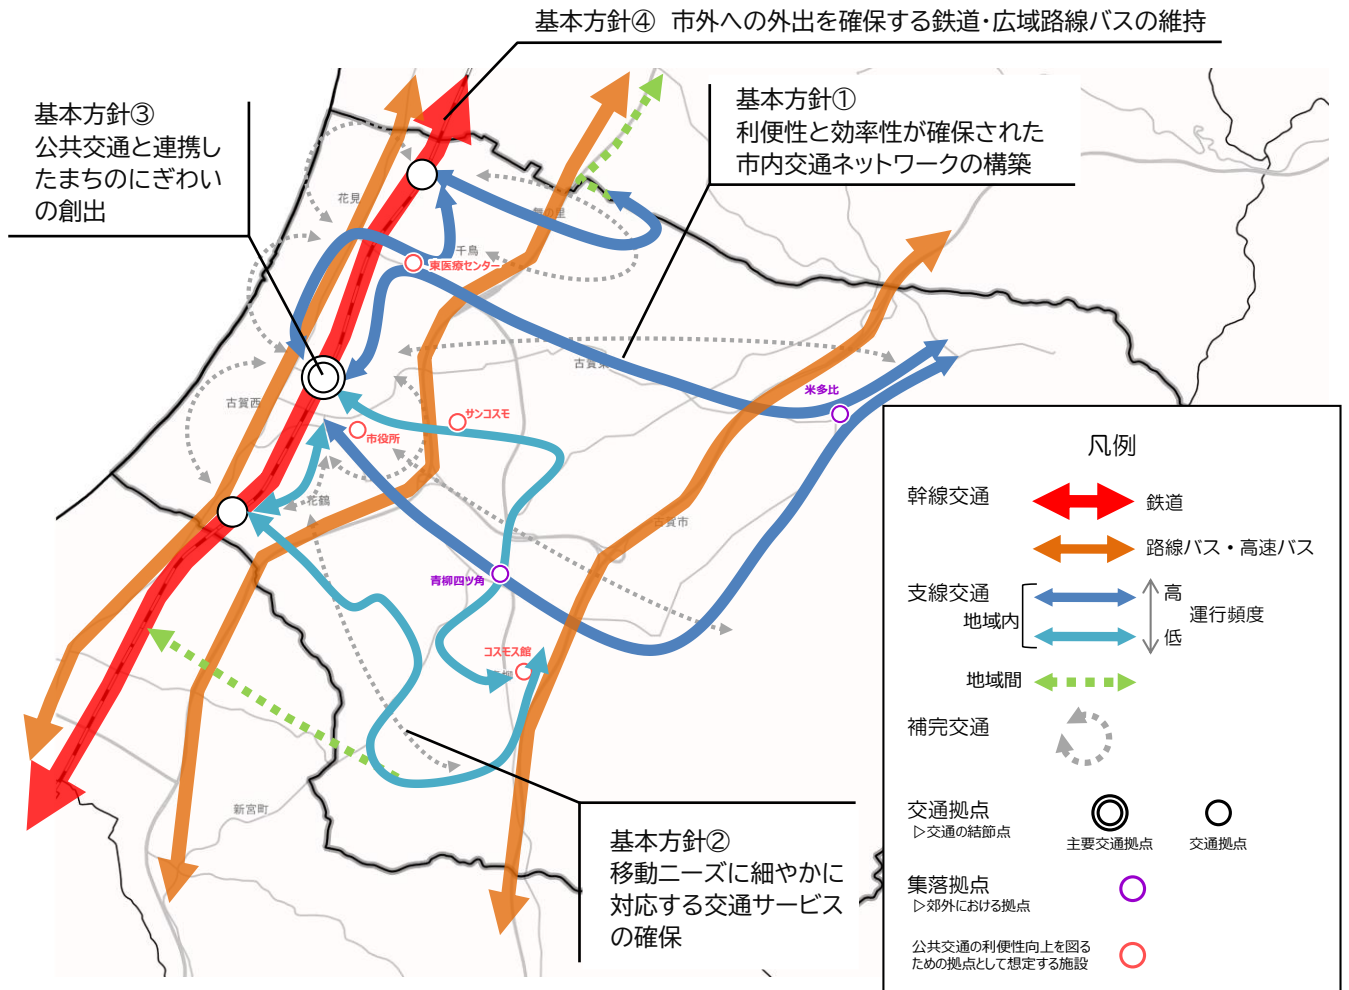 基本方針④ 市外への外出を確保する鉄道・広域路線バスの維持
基本方針③
公共交通と連携し
たまちのにぎわい
の創出
基本方針①
利便性と効率性が確保された
市内交通ネットワークの構築
花見
舞の里
千鳥
東医療センター
古賀東
古賀西
米多比
サンコスモ
市役所
花鶴
古賀市
青柳四ツ角
コスモス館
青柳
新宮町
基本方針②
移動ニーズに細やかに
対応する交通サービス
の確保
凡例
幹線交通
鉄道
路線バス・高速バス
支線交通
地域内
高
運行頻度
低
地域間
補完交通
交通拠点
▷交通の結節点
主要交通拠点
交通拠点
集落拠点
▷郊外における拠点
公共交通の利便性向上を図る
ための拠点として想定する施設